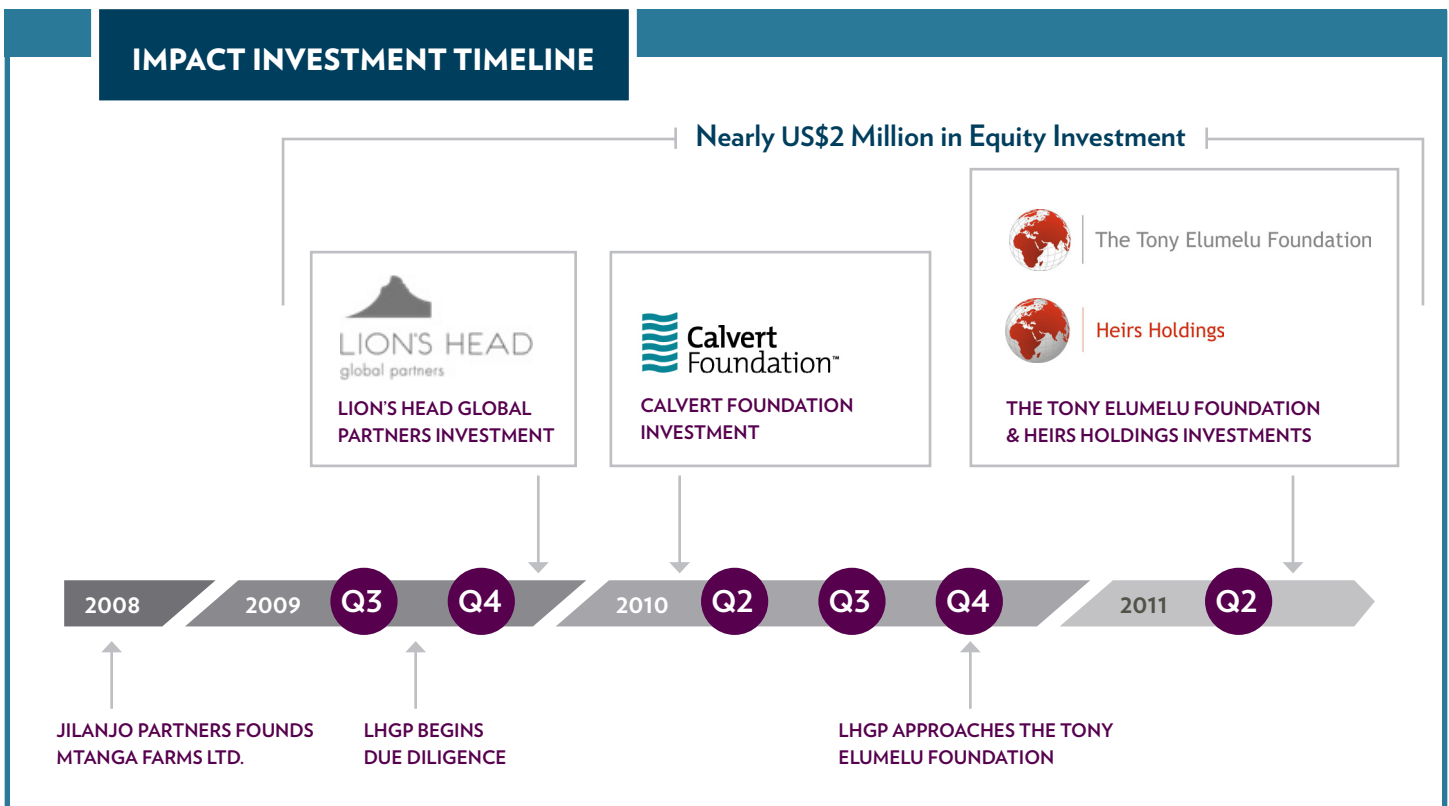 IMPACT INVESTMENT TIMELINE
Nearly US$2 Million in Equity Investment
LION'S HEAD
global partners
LION'S HEAD GLOBAL
PARTNERS INVESTMENT
Calvert
Foundation™
CALVERT FOUNDATION
INVESTMENT
The Tony Elumelu Foundation
Heirs Holdings
THE TONY ELUMELU FOUNDATION
& HEIRS HOLDINGS INVESTMENTS
2008
2009
Q3
Q4
2010
Q2
Q3
Q4
2011
Q2
JILANJO PARTNERS FOUNDS
MTANGA FARMS LTD.
LHGP BEGINS
DUE DILIGENCE
LHGP APPROACHES THE TONY
ELUMELU FOUNDATION